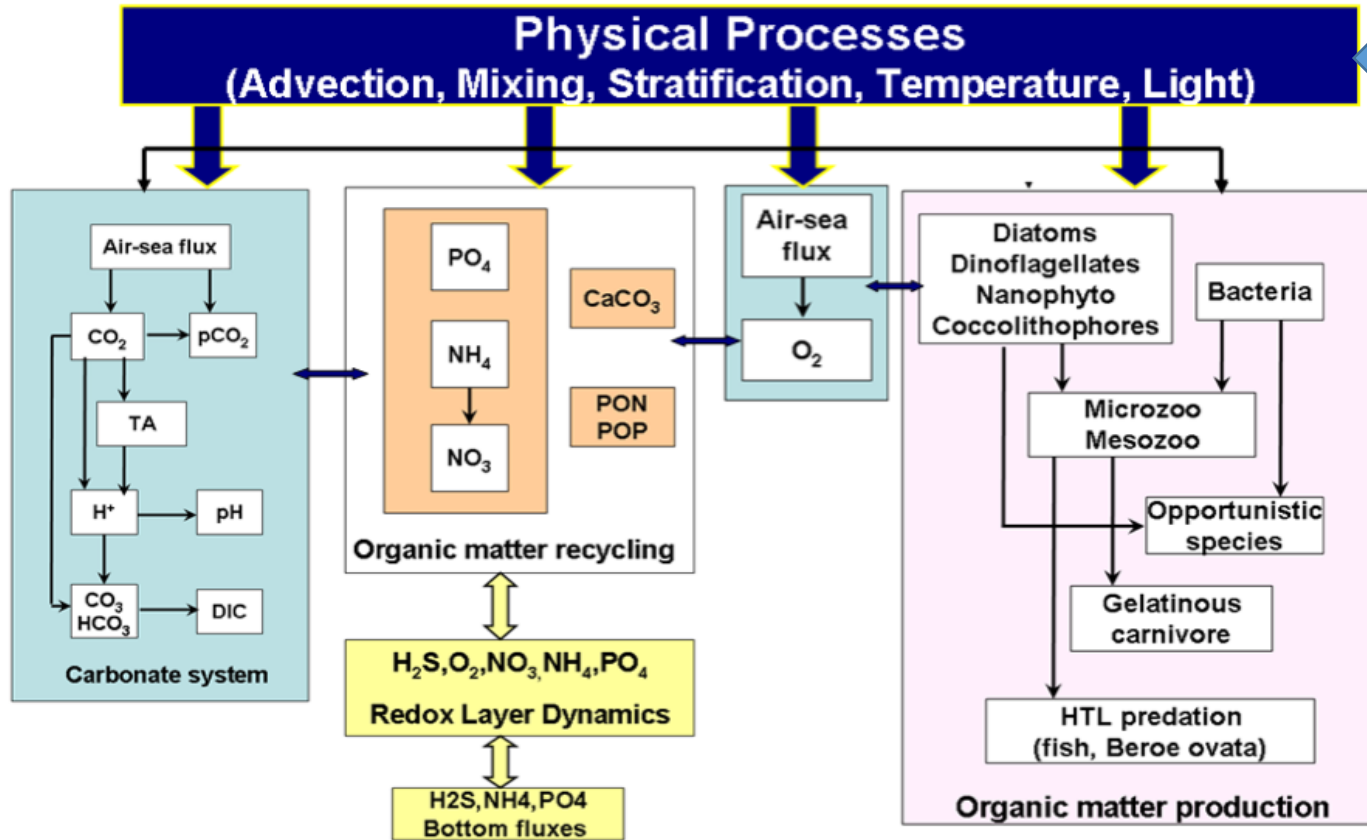 Physical Processes
(Advection, Mixing, Stratification, Temperature, Light)
Air-sea flux
CO₂
pCO₂
TA
H⁺
pH
CO₃
HCO₃
DIC
Carbonate system
PO₄
NH₄
NO₃
CaCO₃
PON
POP
Organic matter recycling
H₂S,O₂,NO₃,NH₄,PO₄
Redox Layer Dynamics
H2S,NH4,PO4
Bottom fluxes
Air-sea
flux
O₂
Diatoms
Dinoflagellates
Nanophyto
Coccolithophores
Bacteria
Microzoo
Mesozoo
Opportunistic
species
Gelatinous
carnivore
HTL predation
(fish, Beroe ovata)
Organic matter production